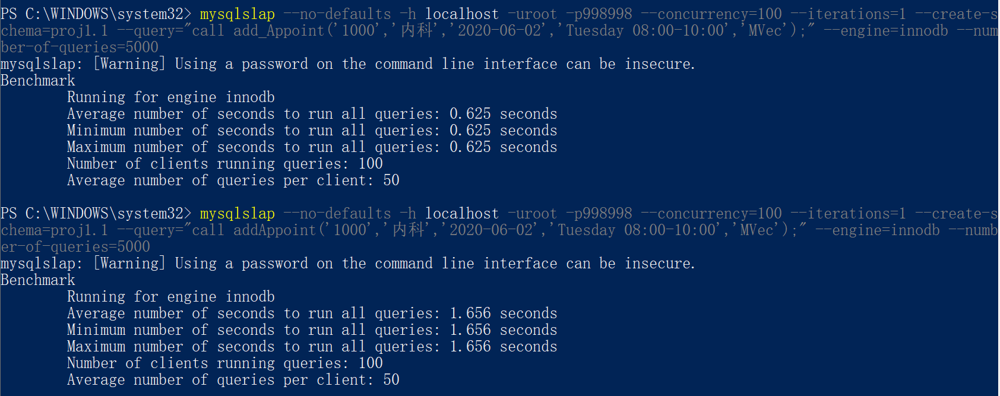 PS C:\WINDOWS\system32> mysqlslap --no-defaults -h localhost -uroot -p998998 --concurrency=100 --iterations=1 --create-s
chema=proj1.1 --query="call add_Appoint('1000','内科','2020-06-02','Tuesday 08:00-10:00','MVec');" --engine=innodb --num
ber-of-queries=5000
mysqlslap: [Warning] Using a password on the command line interface can be insecure.
Benchmark
        Running for engine innodb
        Average number of seconds to run all queries: 0.625 seconds
        Minimum number of seconds to run all queries: 0.625 seconds
        Maximum number of seconds to run all queries: 0.625 seconds
        Number of clients running queries: 100
        Average number of queries per client: 50
PS C:\WINDOWS\system32> mysqlslap --no-defaults -h localhost -uroot -p998998 --concurrency=100 --iterations=1 --create-s
chema=proj1.1 --query="call addAppoint('1000','内科','2020-06-02','Tuesday 08:00-10:00','MVec');" --engine=innodb --numb
er-of-queries=5000
mysqlslap: [Warning] Using a password on the command line interface can be insecure.
Benchmark
        Running for engine innodb
        Average number of seconds to run all queries: 1.656 seconds
        Minimum number of seconds to run all queries: 1.656 seconds
        Maximum number of seconds to run all queries: 1.656 seconds
        Number of clients running queries: 100
        Average number of queries per client: 50